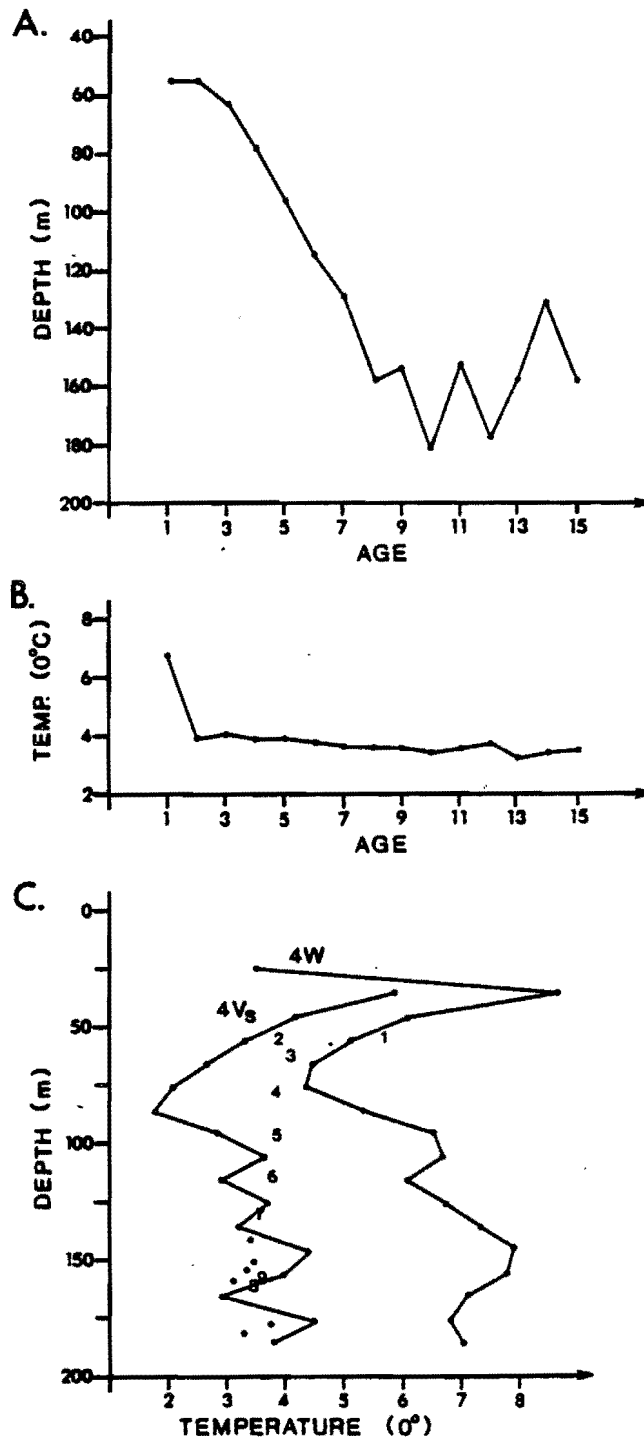 A.
40
60
80
100
120
140
160
180
200
DEPTH (m)
1 3 5 7 9 11 13 15
AGE
B.
8
6
4
2
TEMP. (0°C)
1 3 5 7 9 11 13 15
AGE
C.
0
50
100
150
200
DEPTH (m)
4W
4Vs
2 1
3
4
5
6
7
9
8
2 3 4 5 6 7 8
TEMPERATURE (0°)